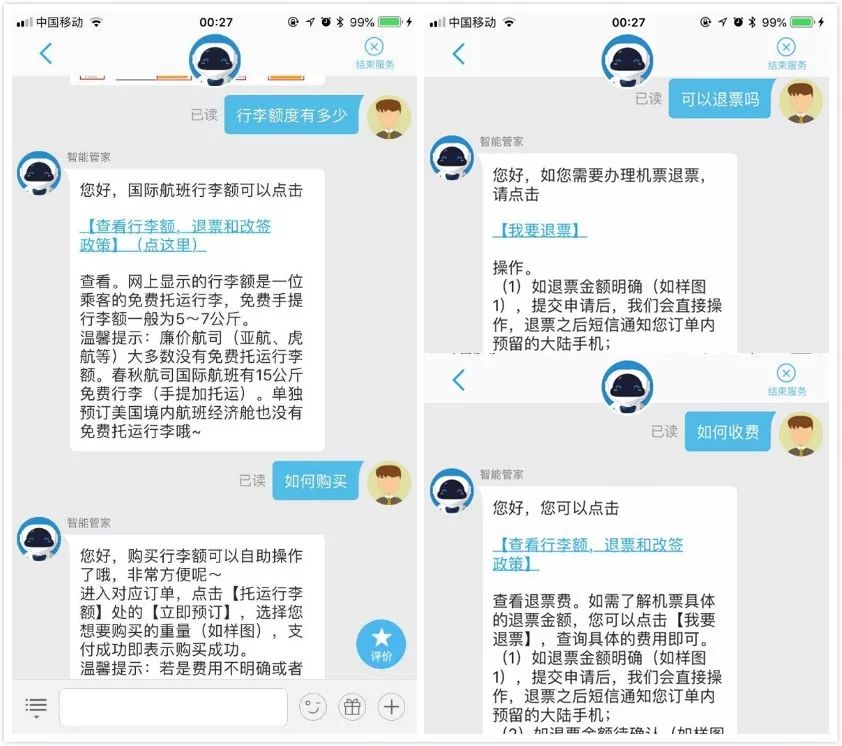 中国移动
00:27
99%
结束服务
已读
行李额度有多少
智能管家
您好，国际航班行李额可以点击
【查看行李额，退票和改签
政策】（点这里）
查看。网上显示的行李额是一位
乘客的免费托运行李，免费手提
行李额一般为5～7公斤。
温馨提示：廉价航司（亚航、虎
航等）大多数没有免费托运行李
额。春秋航司国际航班有15公斤
免费行李（手提加托运）。单独
预订美国境内航班经济舱也没有
免费托运行李哦~
已读
如何购买
智能管家
您好，购买行李额可以自助操作
了哦，非常方便呢～
进入对应订单，点击【托运行李
额】处的【立即预订】，选择您
想要购买的重量（如样图），支
付成功即表示购买成功。
温馨提示：若是费用不明确或者
评价
中国移动
00:27
99%
结束服务
已读
可以退票吗
智能管家
您好，如您需要办理机票退票，
请点击
【我要退票】
操作。
（1）如退票金额明确（如样图
1），提交申请后，我们会直接操
作，退票之后短信通知您订单内
预留的大陆手机；
结束服务
已读
如何收费
智能管家
您好，您可以点击
【查看行李额，退票和改签
政策】
查看退票费。如需了解机票具体
的退票金额，您可以点击【我要
退票】，查询具体的费用即可。
（1）如退票金额明确（如样图
1），提交申请后，我们会直接操
作，退票之后短信通知您订单内
预留的大陆手机；
（2）如退票金额待确认（如样图